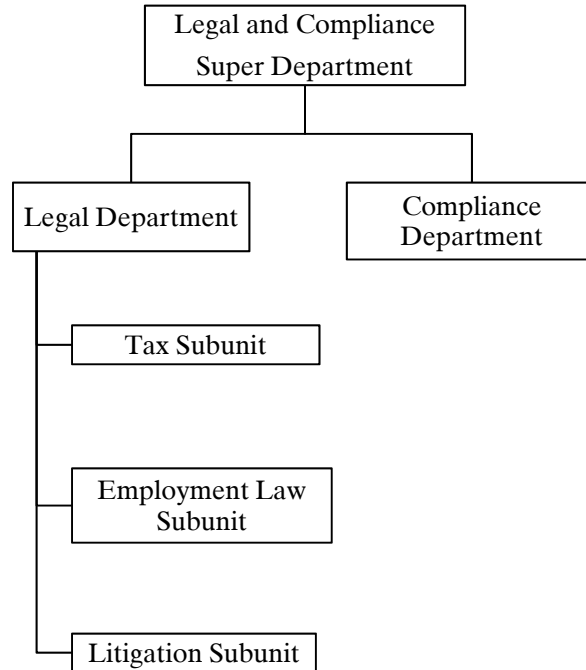 Legal and Compliance
Super Department
Legal Department
Compliance
Department
Tax Subunit
Employment Law
Subunit
Litigation Subunit